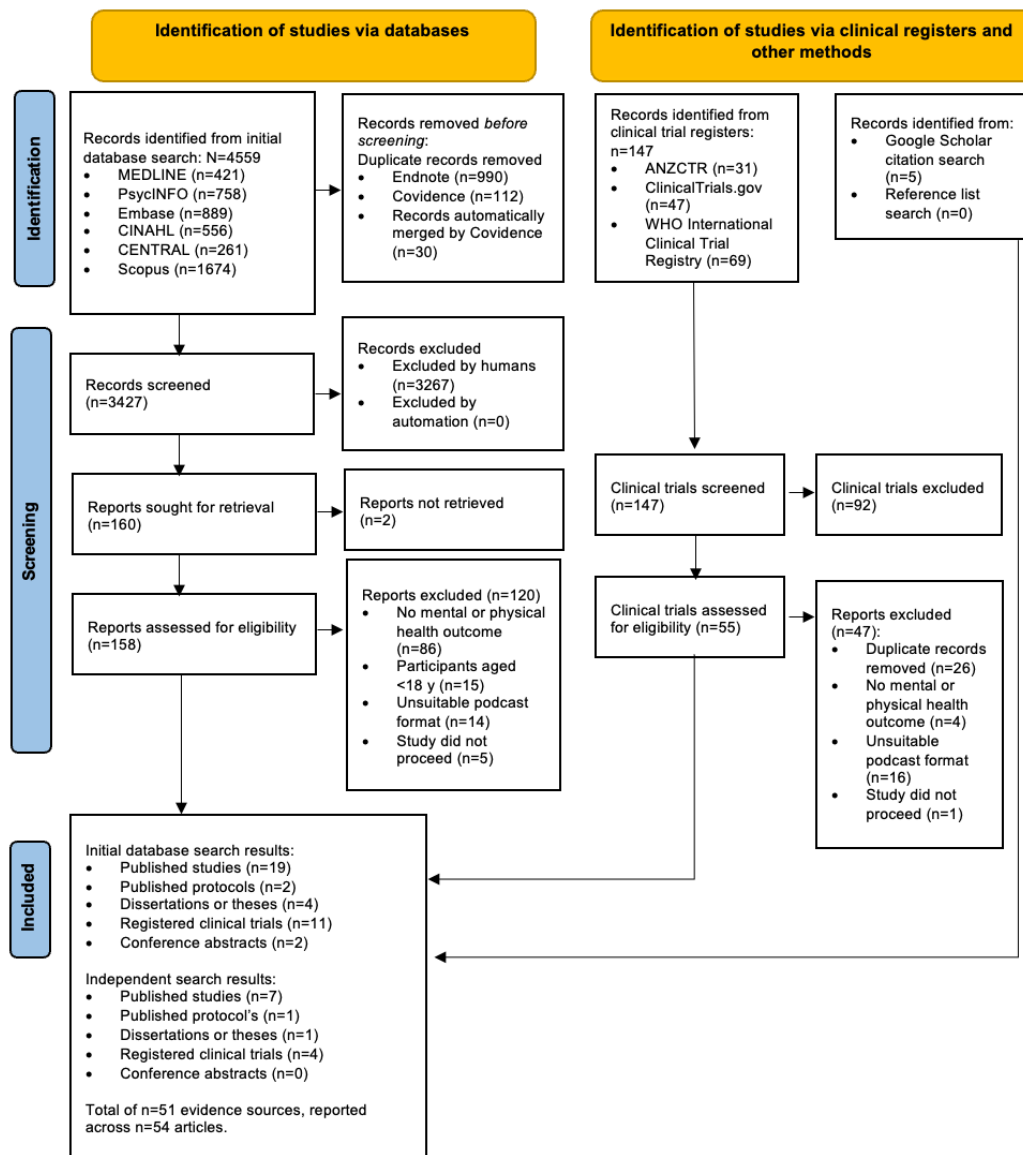 Identification of studies via databases
Identification of studies via clinical registers and
other methods
Identification
Records identified from initial
database search: N=4559
• MEDLINE (n=421)
• PsycINFO (n=758)
• Embase (n=889)
• CINAHL (n=556)
• CENTRAL (n=261)
• Scopus (n=1674)
Records removed before
screening:
Duplicate records removed
• Endnote (n=990)
• Covidence (n=112)
• Records automatically
merged by Covidence
(n=30)
Records identified from
clinical trial registers:
n=147
• ANZCTR (n=31)
• ClinicalTrials.gov
(n=47)
• WHO International
Clinical Trial
Registry (n=69)
Records identified from:
• Google Scholar
citation search
(n=5)
• Reference list
search (n=0)
Screening
Records screened
(n=3427)
Records excluded
• Excluded by humans
(n=3267)
• Excluded by
automation (n=0)
Reports sought for retrieval
(n=160)
Reports not retrieved
(n=2)
Clinical trials screened
(n=147)
Clinical trials excluded
(n=92)
Reports assessed for eligibility
(n=158)
Reports excluded (n=120)
• No mental or physical
health outcome
(n=86)
• Participants aged
<18 y (n=15)
• Unsuitable podcast
format (n=14)
• Study did not
proceed (n=5)
Clinical trials assessed
for eligibility (n=55)
Reports excluded
(n=47):
• Duplicate records
removed (n=26)
• No mental or
physical health
outcome (n=4)
• Unsuitable
podcast format
(n=16)
• Study did not
proceed (n=1)
Included
Initial database search results:
• Published studies (n=19)
• Published protocols (n=2)
• Dissertations or theses (n=4)
• Registered clinical trials (n=11)
• Conference abstracts (n=2)
Independent search results:
• Published studies (n=7)
• Published protocol's (n=1)
• Dissertations or theses (n=1)
• Registered clinical trials (n=4)
• Conference abstracts (n=0)
Total of n=51 evidence sources, reported
across n=54 articles.